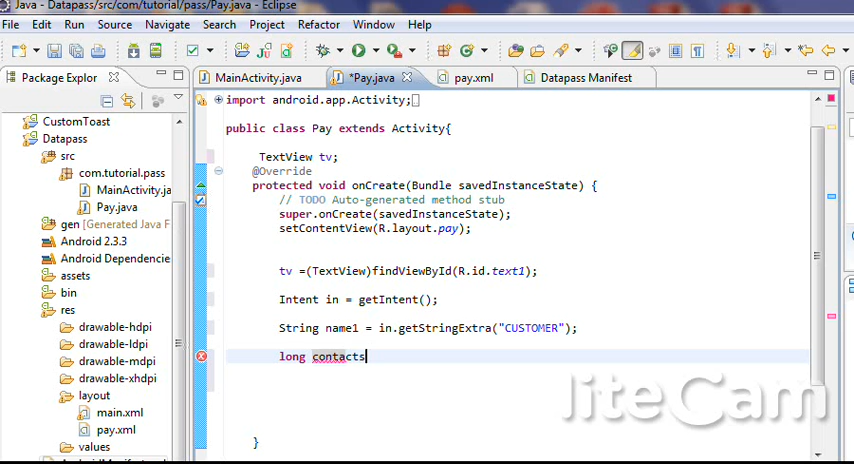 Java - Datapass/src/com/tutorial/pass/Pay.java - Eclipse
File Edit Run Source Navigate Search Project Refactor Window Help
Package Explor
MainActivity.java
*Pay.java
pay.xml
Datapass Manifest
CustomToast
Datapass
src
com.tutorial.pass
MainActivity.ja
Pay.java
gen [Generated Java F
Android 2.3.3
Android Dependencie
assets
bin
res
drawable-hdpi
drawable-ldpi
drawable-mdpi
drawable-xhdpi
layout
main.xml
pay.xml
values
import android.app.Activity;
public class Pay extends Activity{
TextView tv;
@Override
protected void onCreate(Bundle savedInstanceState) {
// TODO Auto-generated method stub
super.onCreate(savedInstanceState);
setContentView(R.layout.pay);
tv =(TextView)findViewById(R.id.text1);
Intent in = getIntent();
String name1 = in.getStringExtra("CUSTOMER");
long contacts
}
liteCam